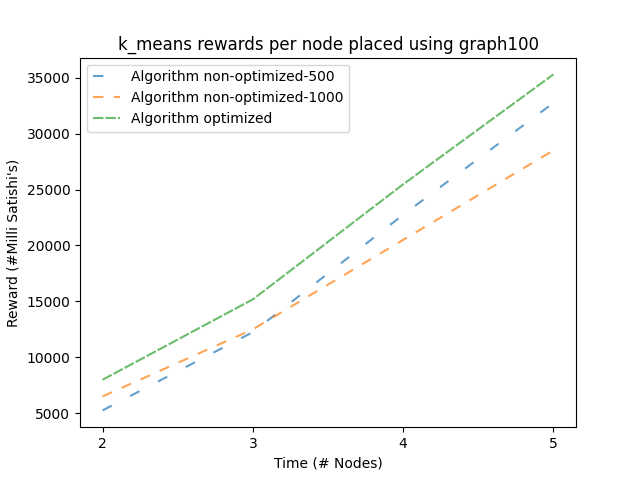 k_means rewards per node placed using graph100
Algorithm non-optimized-500
Algorithm non-optimized-1000
Algorithm optimized
Reward (#Milli Satishi's)
35000
30000
25000
20000
15000
10000
5000
2
3
4
5
Time (# Nodes)